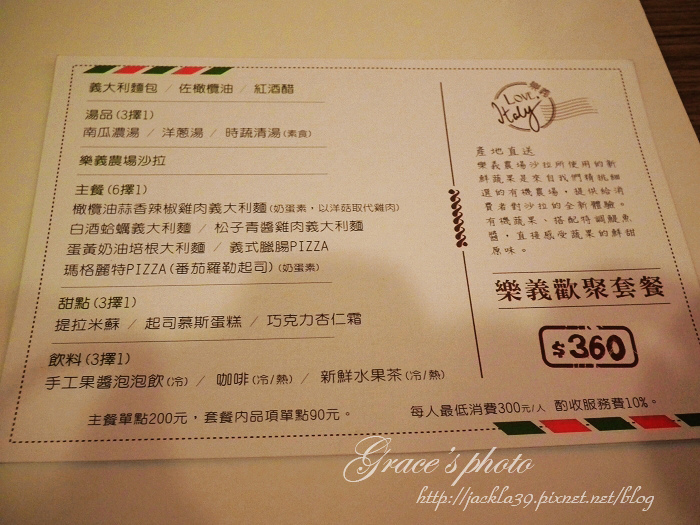 義大利麵包 / 佐橄欖油 / 紅酒醋
湯品(3擇1)
南瓜濃湯 / 洋蔥湯 / 時蔬清湯(素食)
樂義農場沙拉
主餐(6擇1)
橄欖油蒜香辣椒雞肉義大利麵(奶蛋素，以洋菇取代雞肉)
白酒蛤蠣義大利麵 / 松子青醬雞肉義大利麵
蛋黃奶油培根大利麵 / 義式臘腸PIZZA
瑪格麗特PIZZA(番茄羅勒起司)(奶蛋素)
甜點(3擇1)
提拉米蘇 / 起司慕斯蛋糕 / 巧克力杏仁霜
飲料(3擇1)
手工果醬泡泡飲(冷) / 咖啡(冷/熱) / 新鮮水果茶(冷/熱)
主餐單點200元，套餐內品項單點90元。
LOVE,
Italy
樂義
產地直送
樂義農場沙拉所使用的新
鮮蔬果是來自我們精挑細
選的有機農場，提供給消
費者對沙拉的全新體驗。
有機蔬果、搭配特調鯷魚
醬，直接感受蔬果的鮮甜
原味。
樂義歡聚套餐
$360
每人最低消費300元/人 酌收服務費10%。
Grace's photo
http://jackla39.pixnet.net/blog